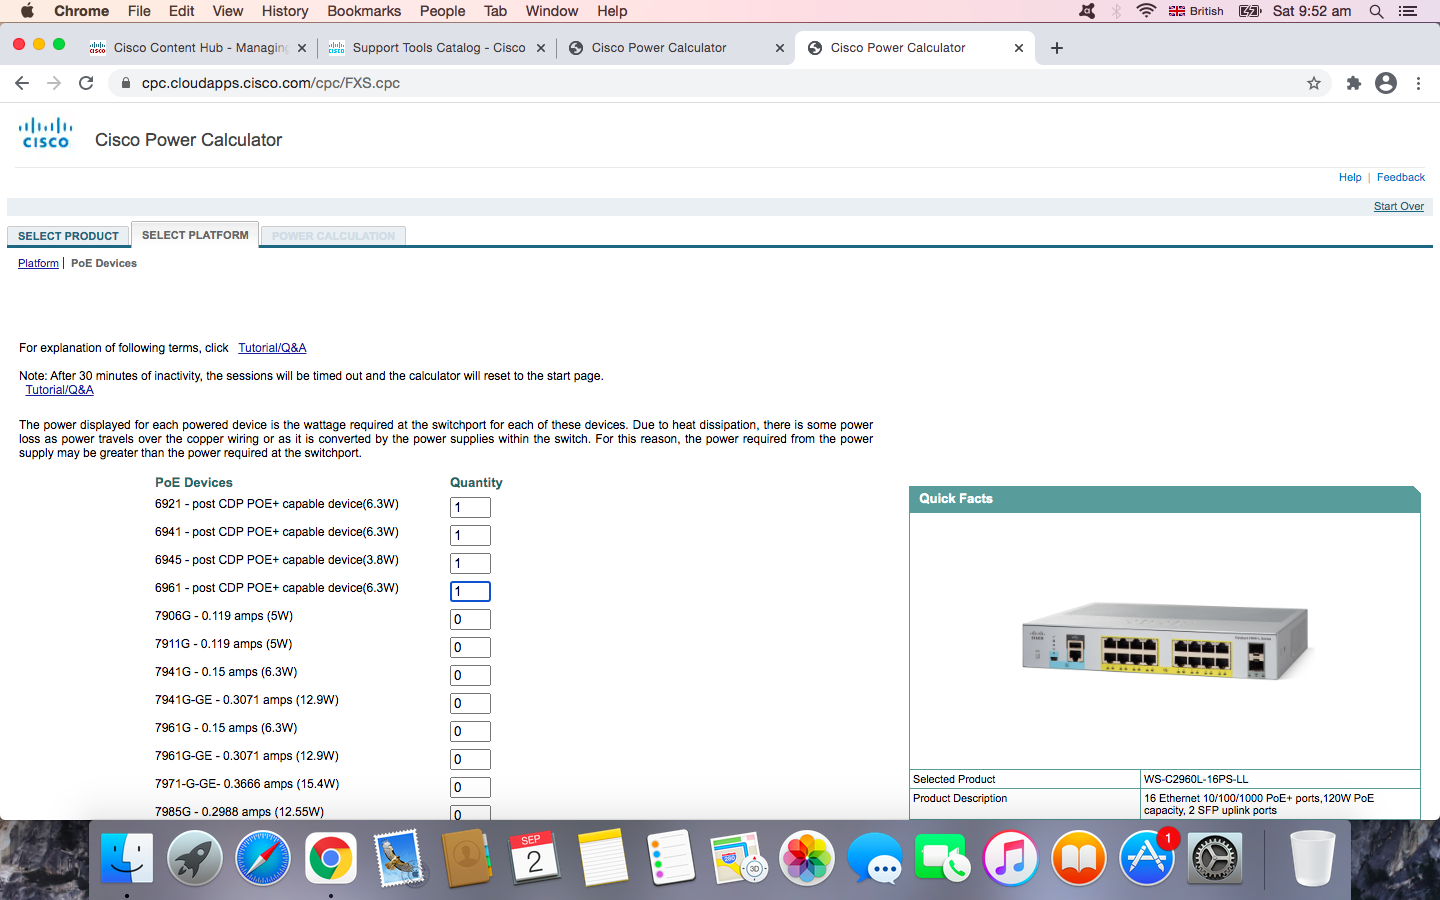 Chrome File Edit View History Bookmarks People Tab Window Help British Sat 9:52 am
Cisco Content Hub - Managing Support Tools Catalog - Cisco Cisco Power Calculator Cisco Power Calculator
cpc.cloudapps.cisco.com/cpc/FXS.cpc
CISCO
Cisco Power Calculator
Help | Feedback
Start Over
SELECT PRODUCT SELECT PLATFORM POWER CALCULATION
Platform | PoE Devices
For explanation of following terms, click Tutorial/Q&A
Note: After 30 minutes of inactivity, the sessions will be timed out and the calculator will reset to the start page.
Tutorial/Q&A
The power displayed for each powered device is the wattage required at the switchport for each of these devices. Due to heat dissipation, there is some power
loss as power travels over the copper wiring or as it is converted by the power supplies within the switch. For this reason, the power required from the power
supply may be greater than the power required at the switchport.
PoE Devices Quantity
6921 - post CDP POE+ capable device(6.3W) 1
6941 - post CDP POE+ capable device(6.3W) 1
6945 - post CDP POE+ capable device(3.8W) 1
6961 - post CDP POE+ capable device(6.3W) 1
7906G - 0.119 amps (5W) 0
7911G - 0.119 amps (5W) 0
7941G - 0.15 amps (6.3W) 0
7941G-GE - 0.3071 amps (12.9W) 0
7961G - 0.15 amps (6.3W) 0
7961G-GE - 0.3071 amps (12.9W) 0
7971-G-GE- 0.3666 amps (15.4W) 0
7985G - 0.2988 amps (12.55W) 0
Quick Facts
Selected Product WS-C2960L-16PS-LL
Product Description 16 Ethernet 10/100/1000 PoE+ ports,120W PoE
capacity, 2 SFP uplink ports
SEP
2
3D
1